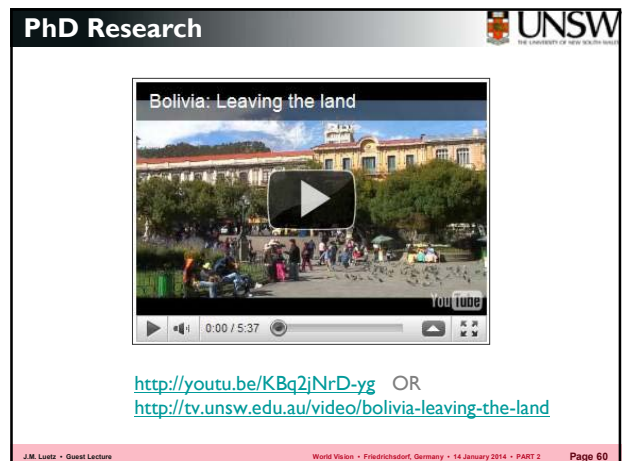 PhD Research
UNSW
THE UNIVERSITY OF NEW SOUTH WALES
Bolivia: Leaving the land
You Tube
0:00 / 5:37
http://youtu.be/KBq2jNrD-yg OR
http://tv.unsw.edu.au/video/bolivia-leaving-the-land
J.M. Luetz • Guest Lecture World Vision • Friedrichsdorf, Germany • 14 January 2014 • PART 2 Page 60